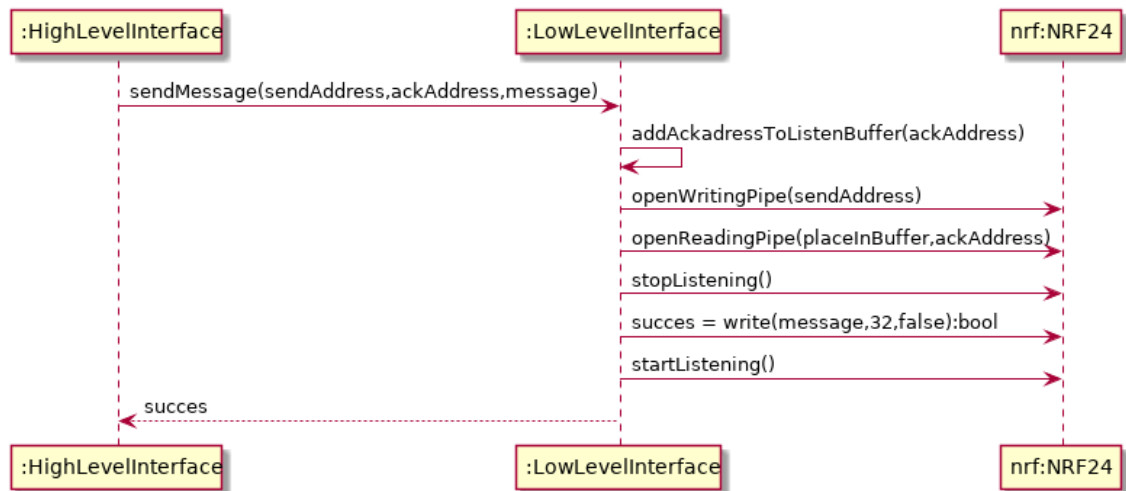 :HighLevelInterface
:LowLevelInterface
nrf:NRF24
sendMessage(sendAddress,ackAddress,message)
addAckadressToListenBuffer(ackAddress)
openWritingPipe(sendAddress)
openReadingPipe(placeInBuffer,ackAddress)
stopListening()
succes = write(message,32,false):bool
startListening()
succes
:HighLevelInterface
:LowLevelInterface
nrf:NRF24